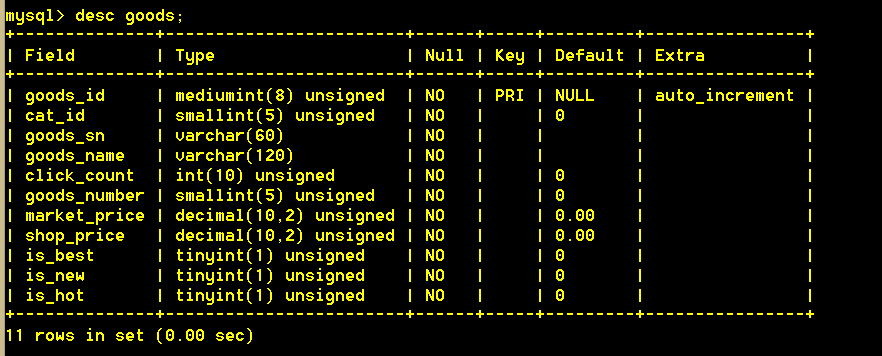 mysql> desc goods;
+--------------+------------------------+------+-----+---------+----------------+
| Field        | Type                   | Null | Key | Default | Extra          |
+--------------+------------------------+------+-----+---------+----------------+
| goods_id     | mediumint(8) unsigned  | NO   | PRI | NULL    | auto_increment |
| cat_id       | smallint(5) unsigned   | NO   |     | 0       |                |
| goods_sn     | varchar(60)            | NO   |     |         |                |
| goods_name   | varchar(120)           | NO   |     |         |                |
| click_count  | int(10) unsigned       | NO   |     | 0       |                |
| goods_number | smallint(5) unsigned   | NO   |     | 0       |                |
| market_price | decimal(10,2) unsigned | NO   |     | 0.00    |                |
| shop_price   | decimal(10,2) unsigned | NO   |     | 0.00    |                |
| is_best      | tinyint(1) unsigned    | NO   |     | 0       |                |
| is_new       | tinyint(1) unsigned    | NO   |     | 0       |                |
| is_hot       | tinyint(1) unsigned    | NO   |     | 0       |                |
+--------------+------------------------+------+-----+---------+----------------+
11 rows in set (0.00 sec)